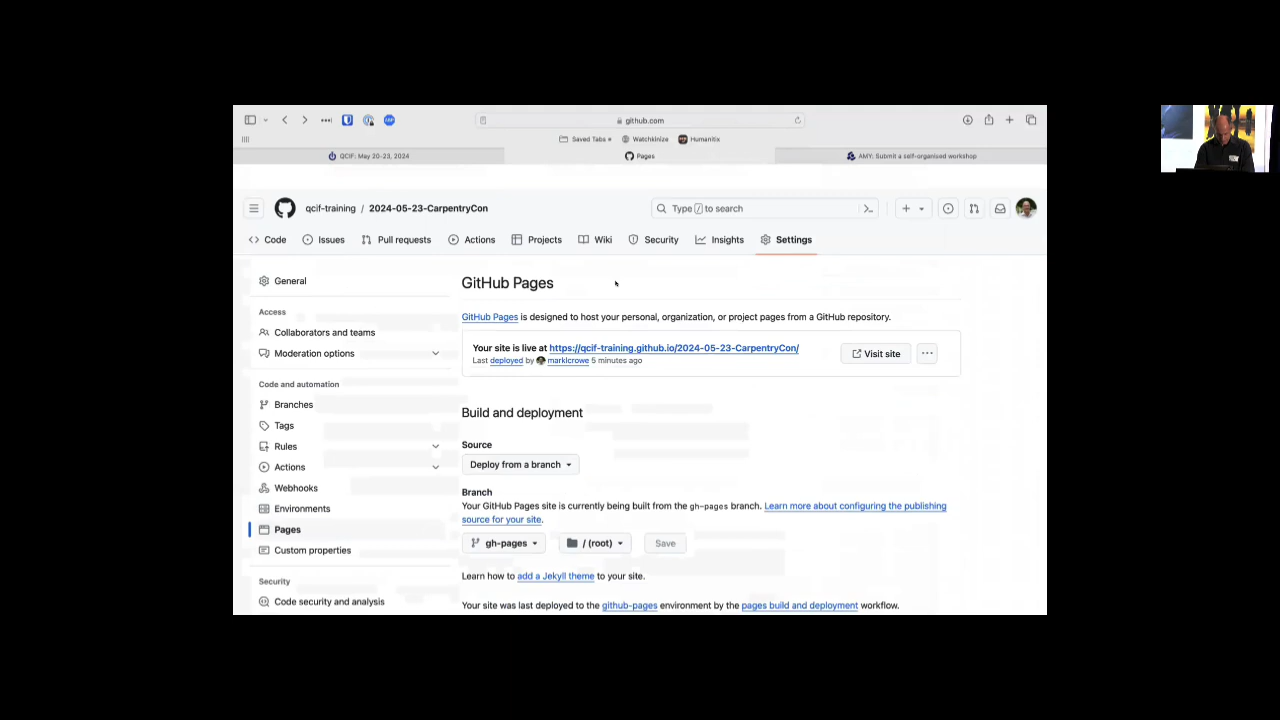 github.com
Saved Tabs
Watchkinize
Humanitix
QCIF: May 20-23, 2024
Pages
AMY: Submit a self-organised workshop
qcif-training / 2024-05-23-CarpentryCon
Type / to search
Code Issues Pull requests Actions Projects Wiki Security Insights Settings
General
Access
Collaborators and teams
Moderation options
Code and automation
Branches
Tags
Rules
Actions
Webhooks
Environments
Pages
Custom properties
Security
Code security and analysis
GitHub Pages
GitHub Pages is designed to host your personal, organization, or project pages from a GitHub repository.
Your site is live at https://qcif-training.github.io/2024-05-23-CarpentryCon/
Last deployed by marklcrowe 5 minutes ago
Visit site
Build and deployment
Source
Deploy from a branch
Branch
Your GitHub Pages site is currently being built from the gh-pages branch. Learn more about configuring the publishing
source for your site.
gh-pages / (root) Save
Learn how to add a Jekyll theme to your site.
Your site was last deployed to the github-pages environment by the pages build and deployment workflow.